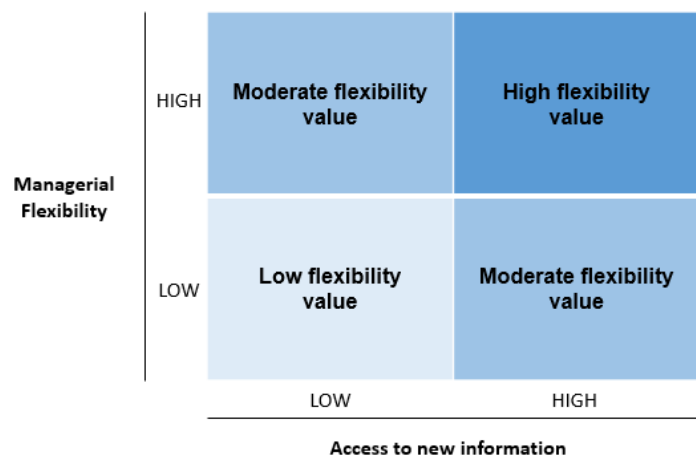 HIGH
Moderate flexibility
value
High flexibility
value
Managerial
Flexibility
LOW
Low flexibility
value
Moderate flexibility
value
LOW
HIGH
Access to new information